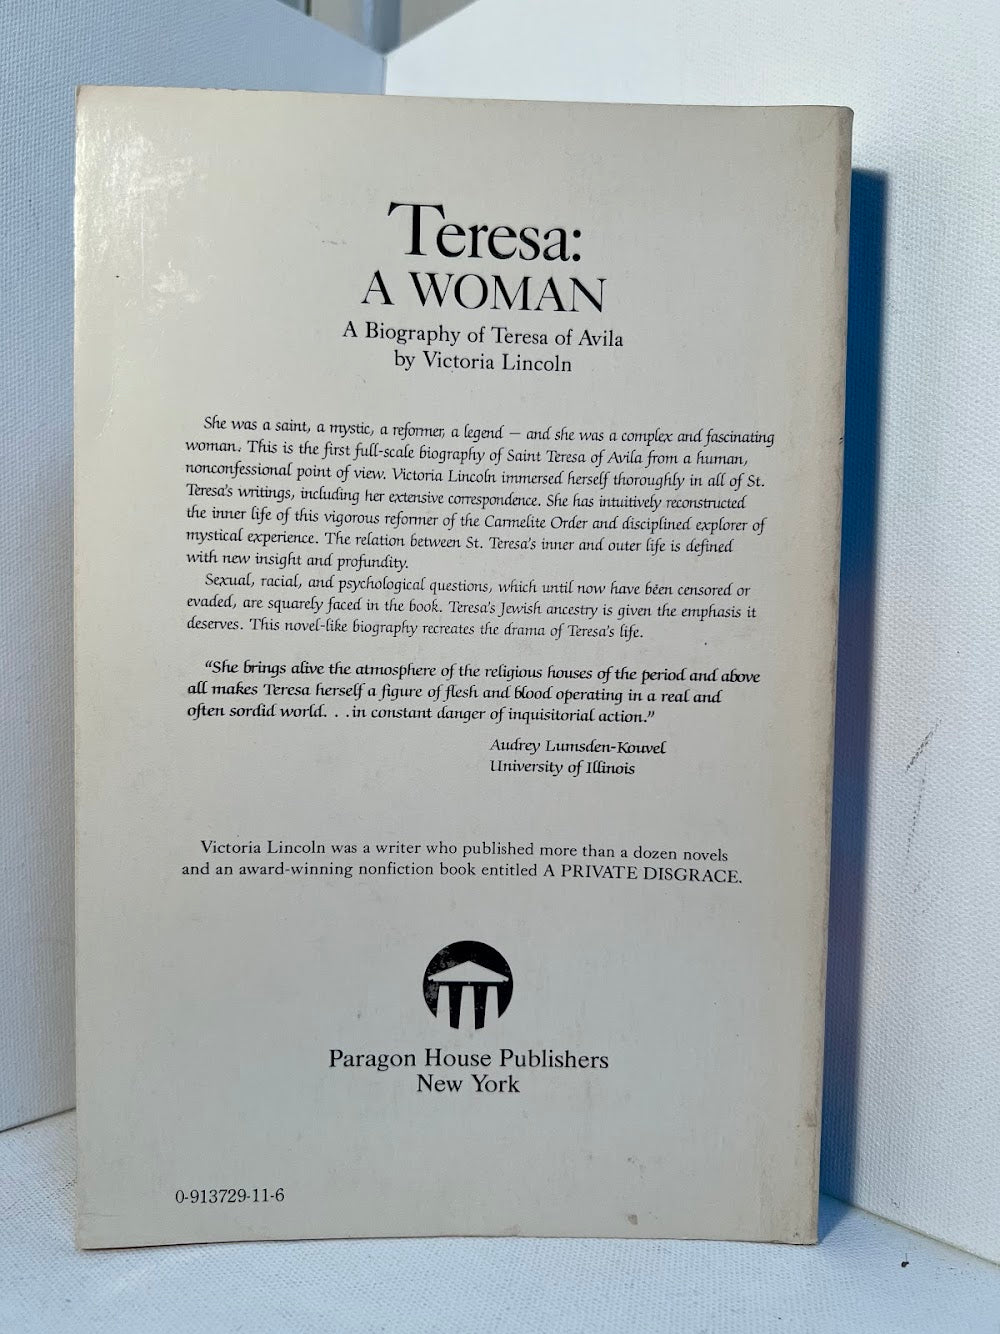 Teresa:
A WOMAN
A Biography of Teresa of Avila
by Victoria Lincoln
She was a saint, a mystic, a reformer, a legend — and she was a complex and fascinating
woman. This is the first full-scale biography of Saint Teresa of Avila from a human,
nonconfessional point of view. Victoria Lincoln immersed herself thoroughly in all of St.
Teresa's writings, including her extensive correspondence. She has intuitively reconstructed
the inner life of this vigorous reformer of the Carmelite Order and disciplined explorer of
mystical experience. The relation between St. Teresa's inner and outer life is defined
with new insight and profundity.
Sexual, racial, and psychological questions, which until now have been censored or
evaded, are squarely faced in the book. Teresa's Jewish ancestry is given the emphasis it
deserves. This novel-like biography recreates the drama of Teresa's life.
“She brings alive the atmosphere of the religious houses of the period and above
all makes Teresa herself a figure of flesh and blood operating in a real and
often sordid world. . .in constant danger of inquisitorial action.”
Audrey Lumsden-Kouvel
University of Illinois
Victoria Lincoln was a writer who published more than a dozen novels
and an award-winning nonfiction book entitled A PRIVATE DISGRACE.
Paragon House Publishers
New York
0-913729-11-6